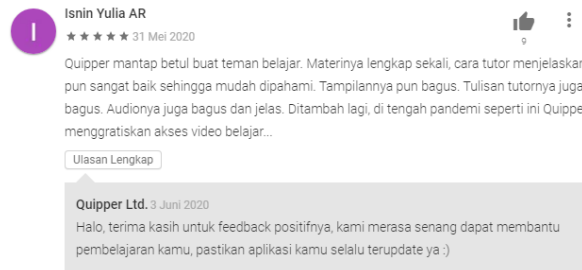 I
Isnin Yulia AR
★★★★★ 31 Mei 2020
9
Quipper mantap betul buat teman belajar. Materinya lengkap sekali, cara tutor menjelaskan
pun sangat baik sehingga mudah dipahami. Tampilannya pun bagus. Tulisan tutornya juga
bagus. Audionya juga bagus dan jelas. Ditambah lagi, di tengah pandemi seperti ini Quippe
menggratiskan akses video belajar...
Ulasan Lengkap
Quipper Ltd. 3 Juni 2020
Halo, terima kasih untuk feedback positifnya, kami merasa senang dapat membantu
pembelajaran kamu, pastikan aplikasi kamu selalu terupdate ya :)